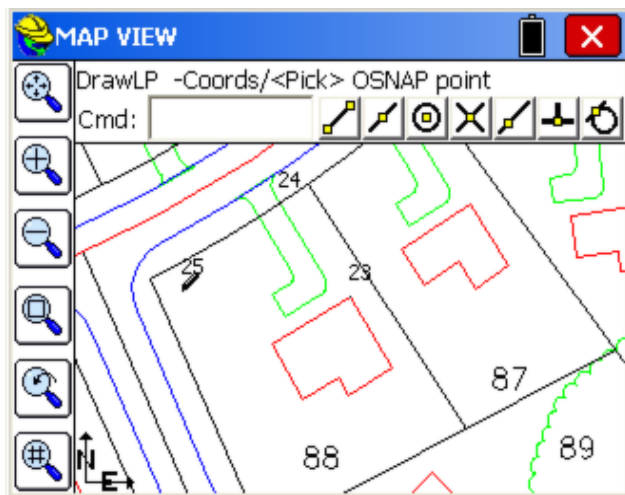 MAP VIEW
DrawLP -Coords/<Pick> OSNAP point
Cmd:
24
25
23
87
88
89
N
E